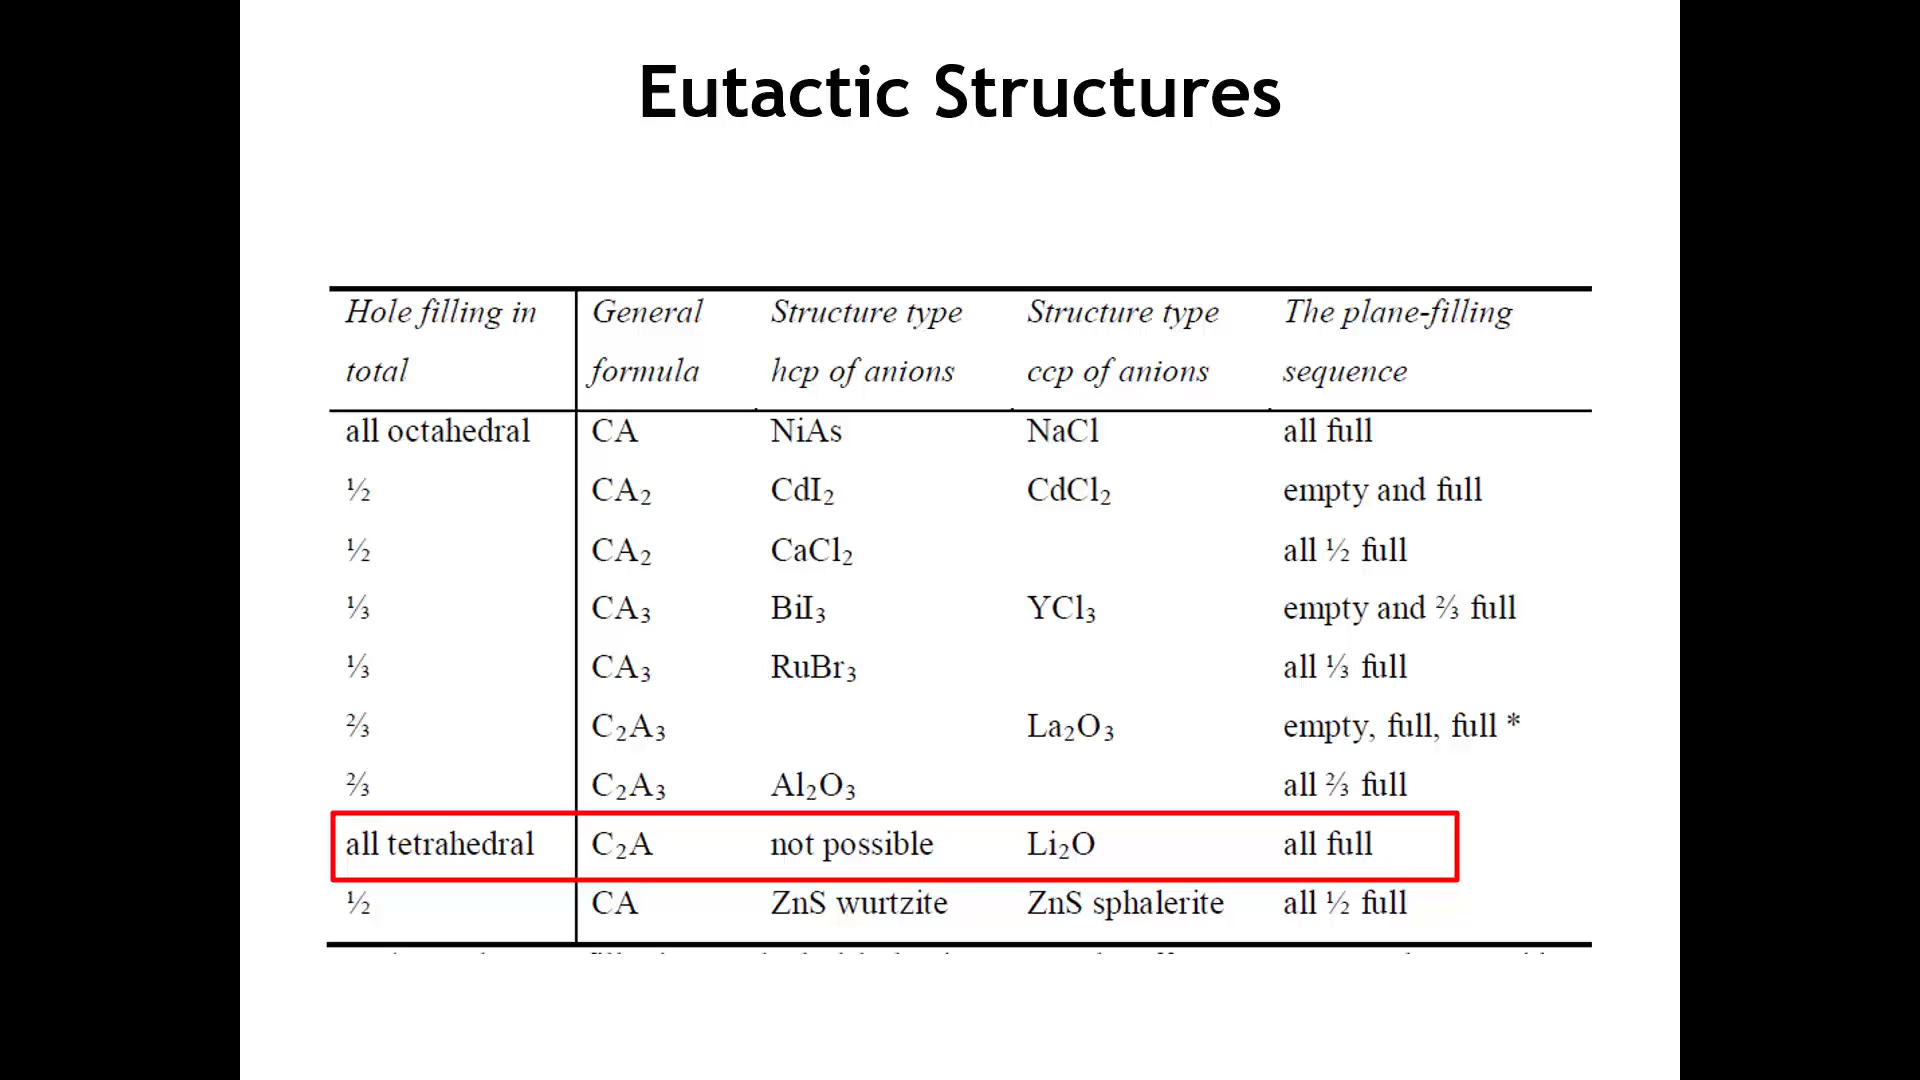 Eutactic Structures
Hole filling in total | General formula | Structure type hcp of anions | Structure type ccp of anions | The plane-filling sequence
all octahedral | CA | NiAs | NaCl | all full
½ | CA₂ | CdI₂ | CdCl₂ | empty and full
½ | CA₂ | CaCl₂ | | all ½ full
⅓ | CA₃ | BiI₃ | YCl₃ | empty and ⅔ full
⅓ | CA₃ | RuBr₃ | | all ⅓ full
⅔ | C₂A₃ | | La₂O₃ | empty, full, full *
⅔ | C₂A₃ | Al₂O₃ | | all ⅔ full
all tetrahedral | C₂A | not possible | Li₂O | all full
½ | CA | ZnS wurtzite | ZnS sphalerite | all ½ full